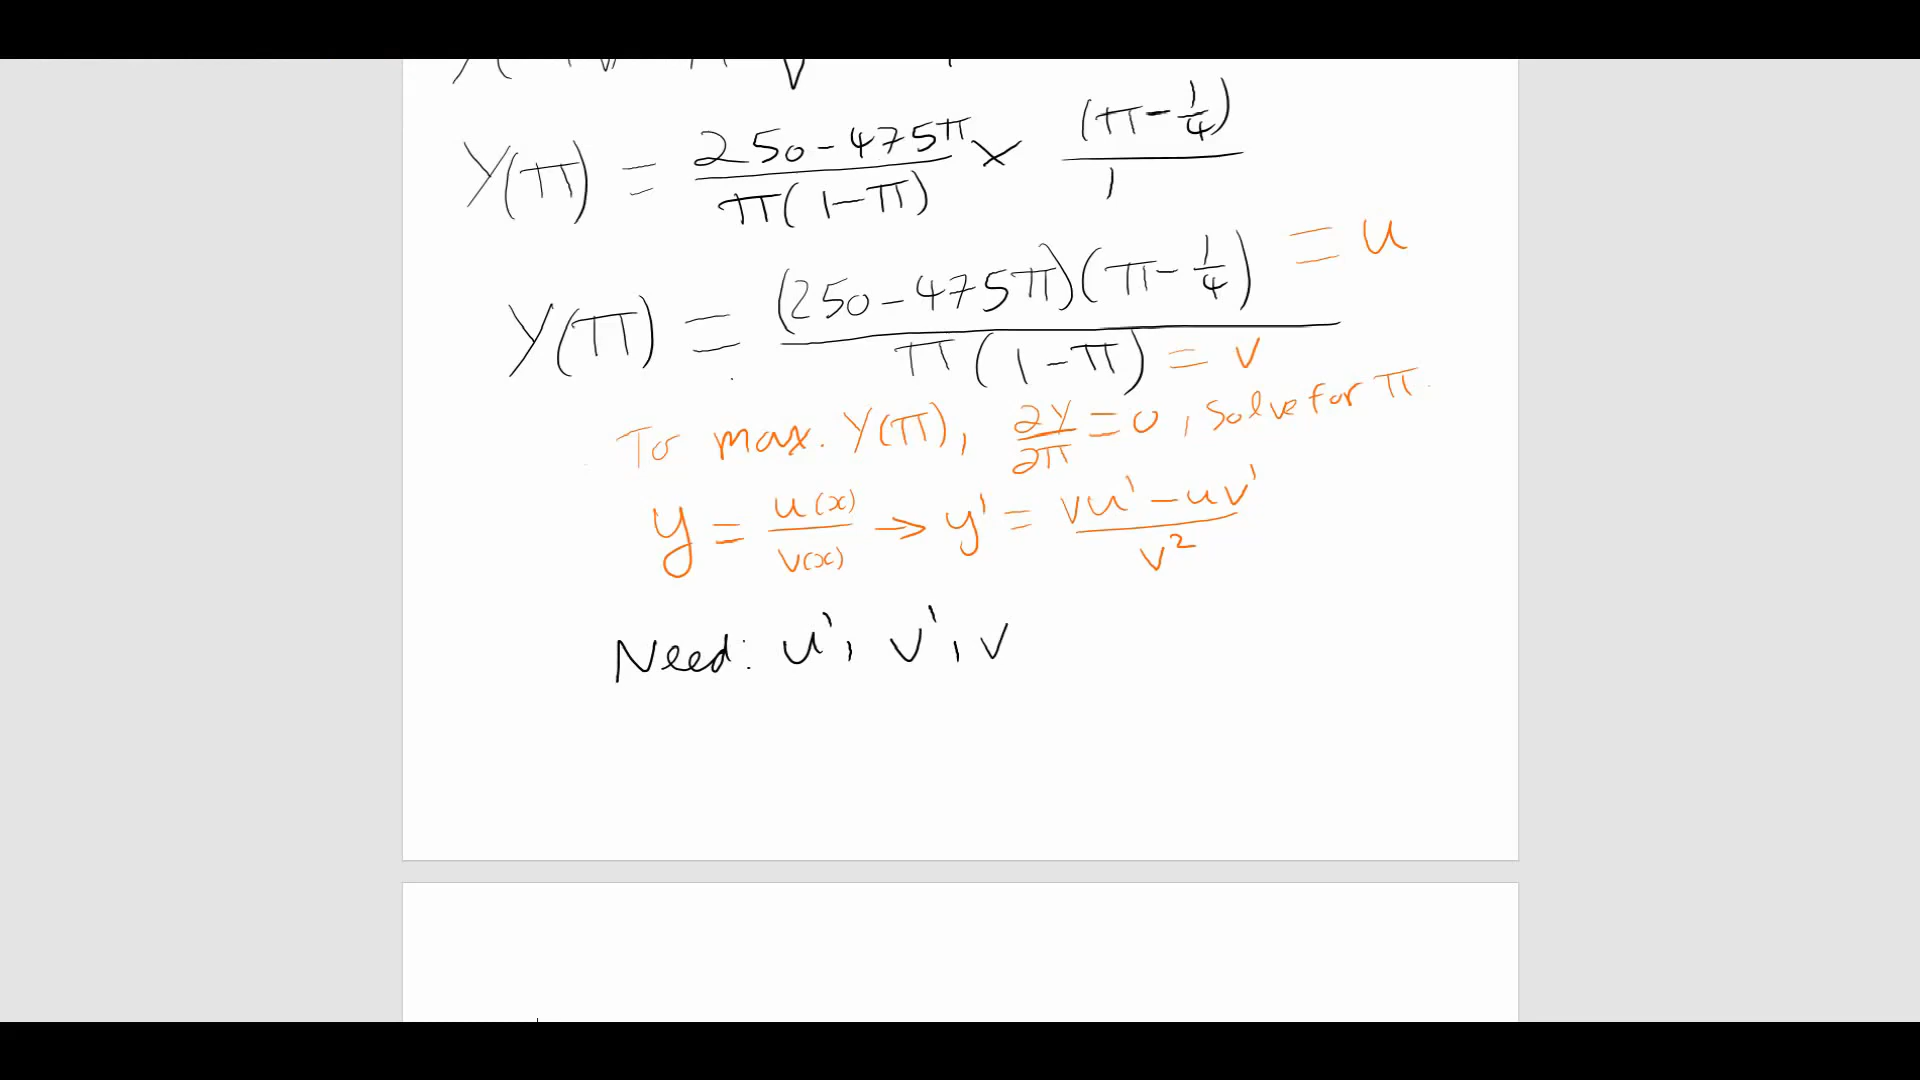 Y(π) = 250-475π / π(1-π) × (π-1/4) / 1
Y(π) = (250-475π)(π-1/4) / π(1-π) = u = v
To max. Y(π), ∂Y/∂π = 0, solve for π.
y = u(x) / v(x) → y' = vu' - uv' / v²
Need: u', v', v